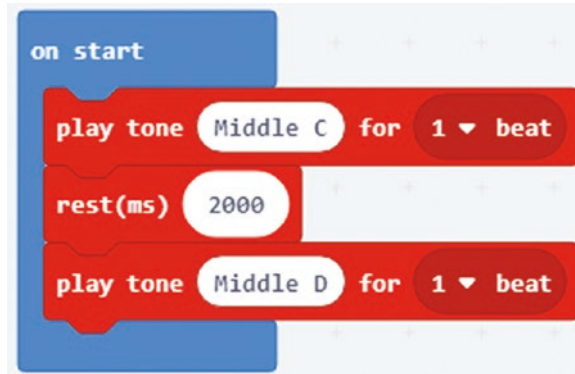 on start
play tone Middle C for 1 beat
rest(ms) 2000
play tone Middle D for 1 beat